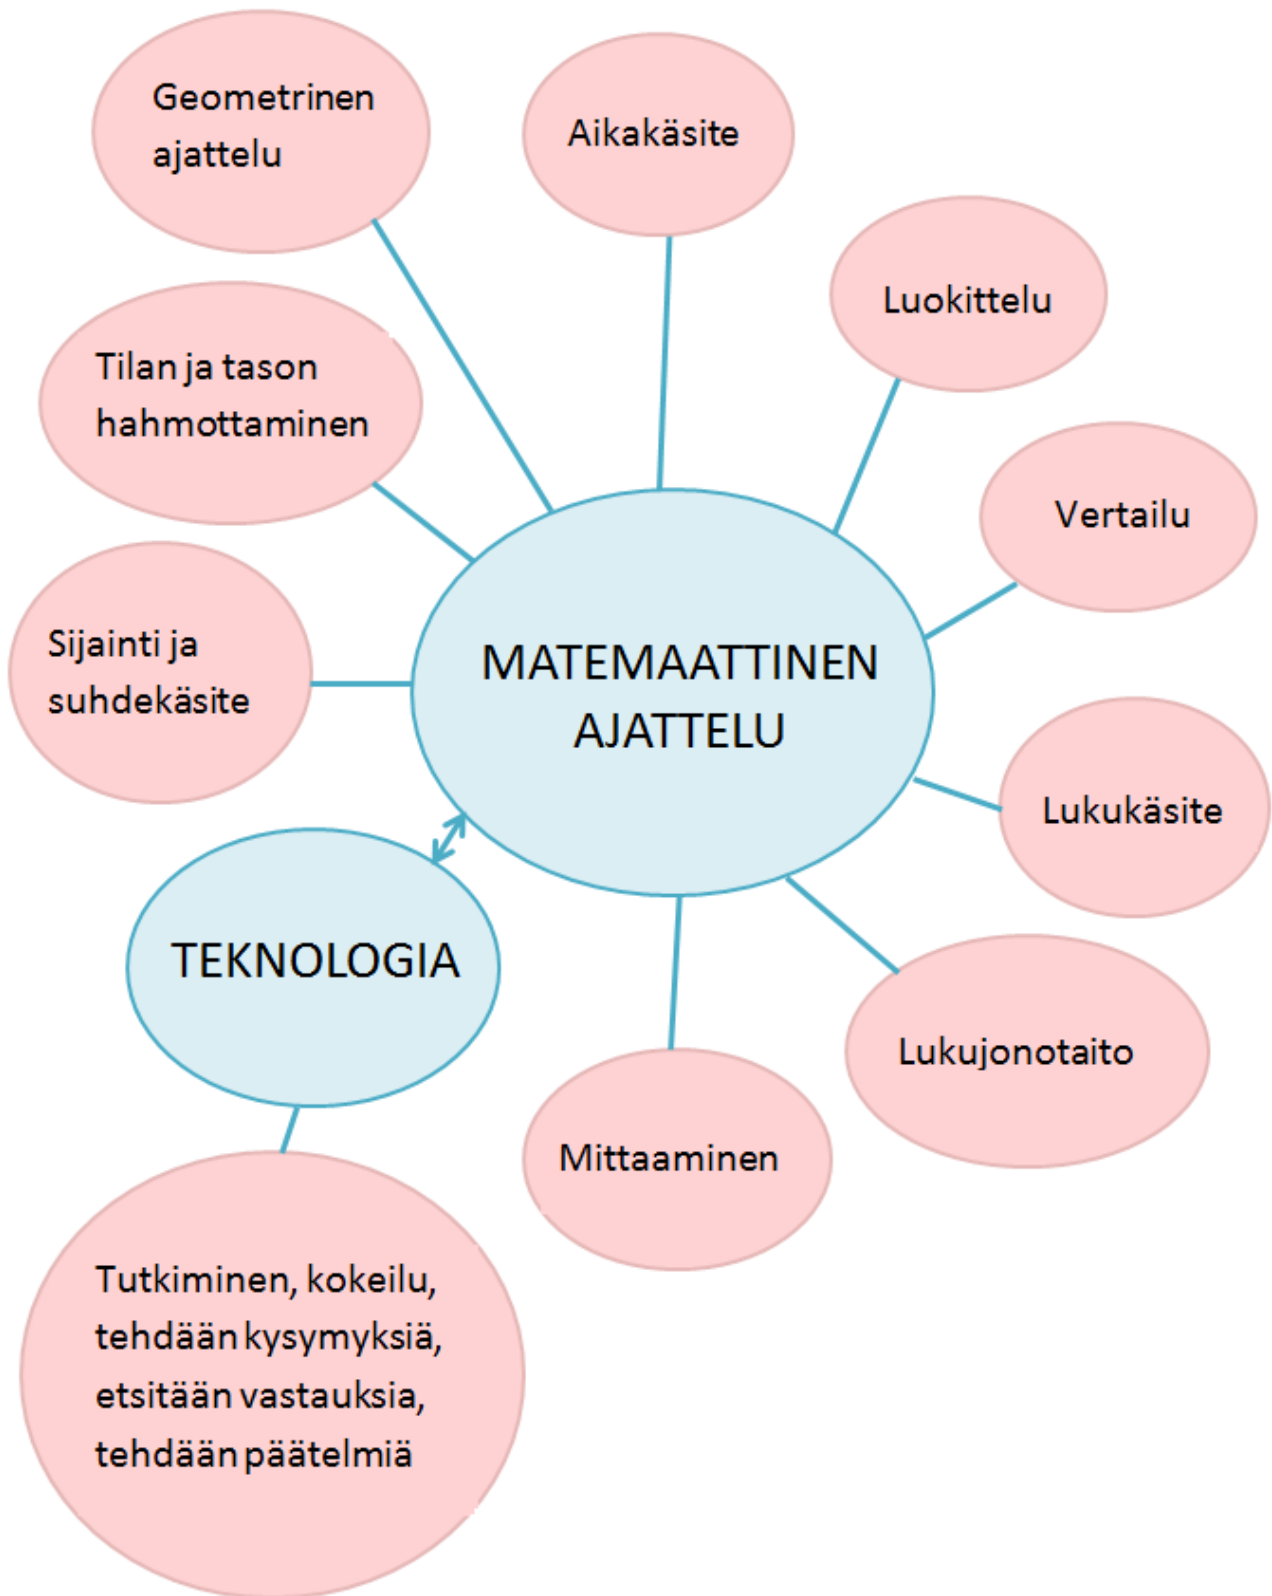 Geometrinen
ajattelu
Aikakäsite
Luokittelu
Tilan ja tason
hahmottaminen
Vertailu
Sijainti ja
suhdekäsite
MATEMAATTINEN
AJATTELU
Lukukäsite
TEKNOLOGIA
Lukujonotaito
Mittaaminen
Tutkiminen, kokeilu,
tehdään kysymyksiä,
etsitään vastauksia,
tehdään päätelmiä